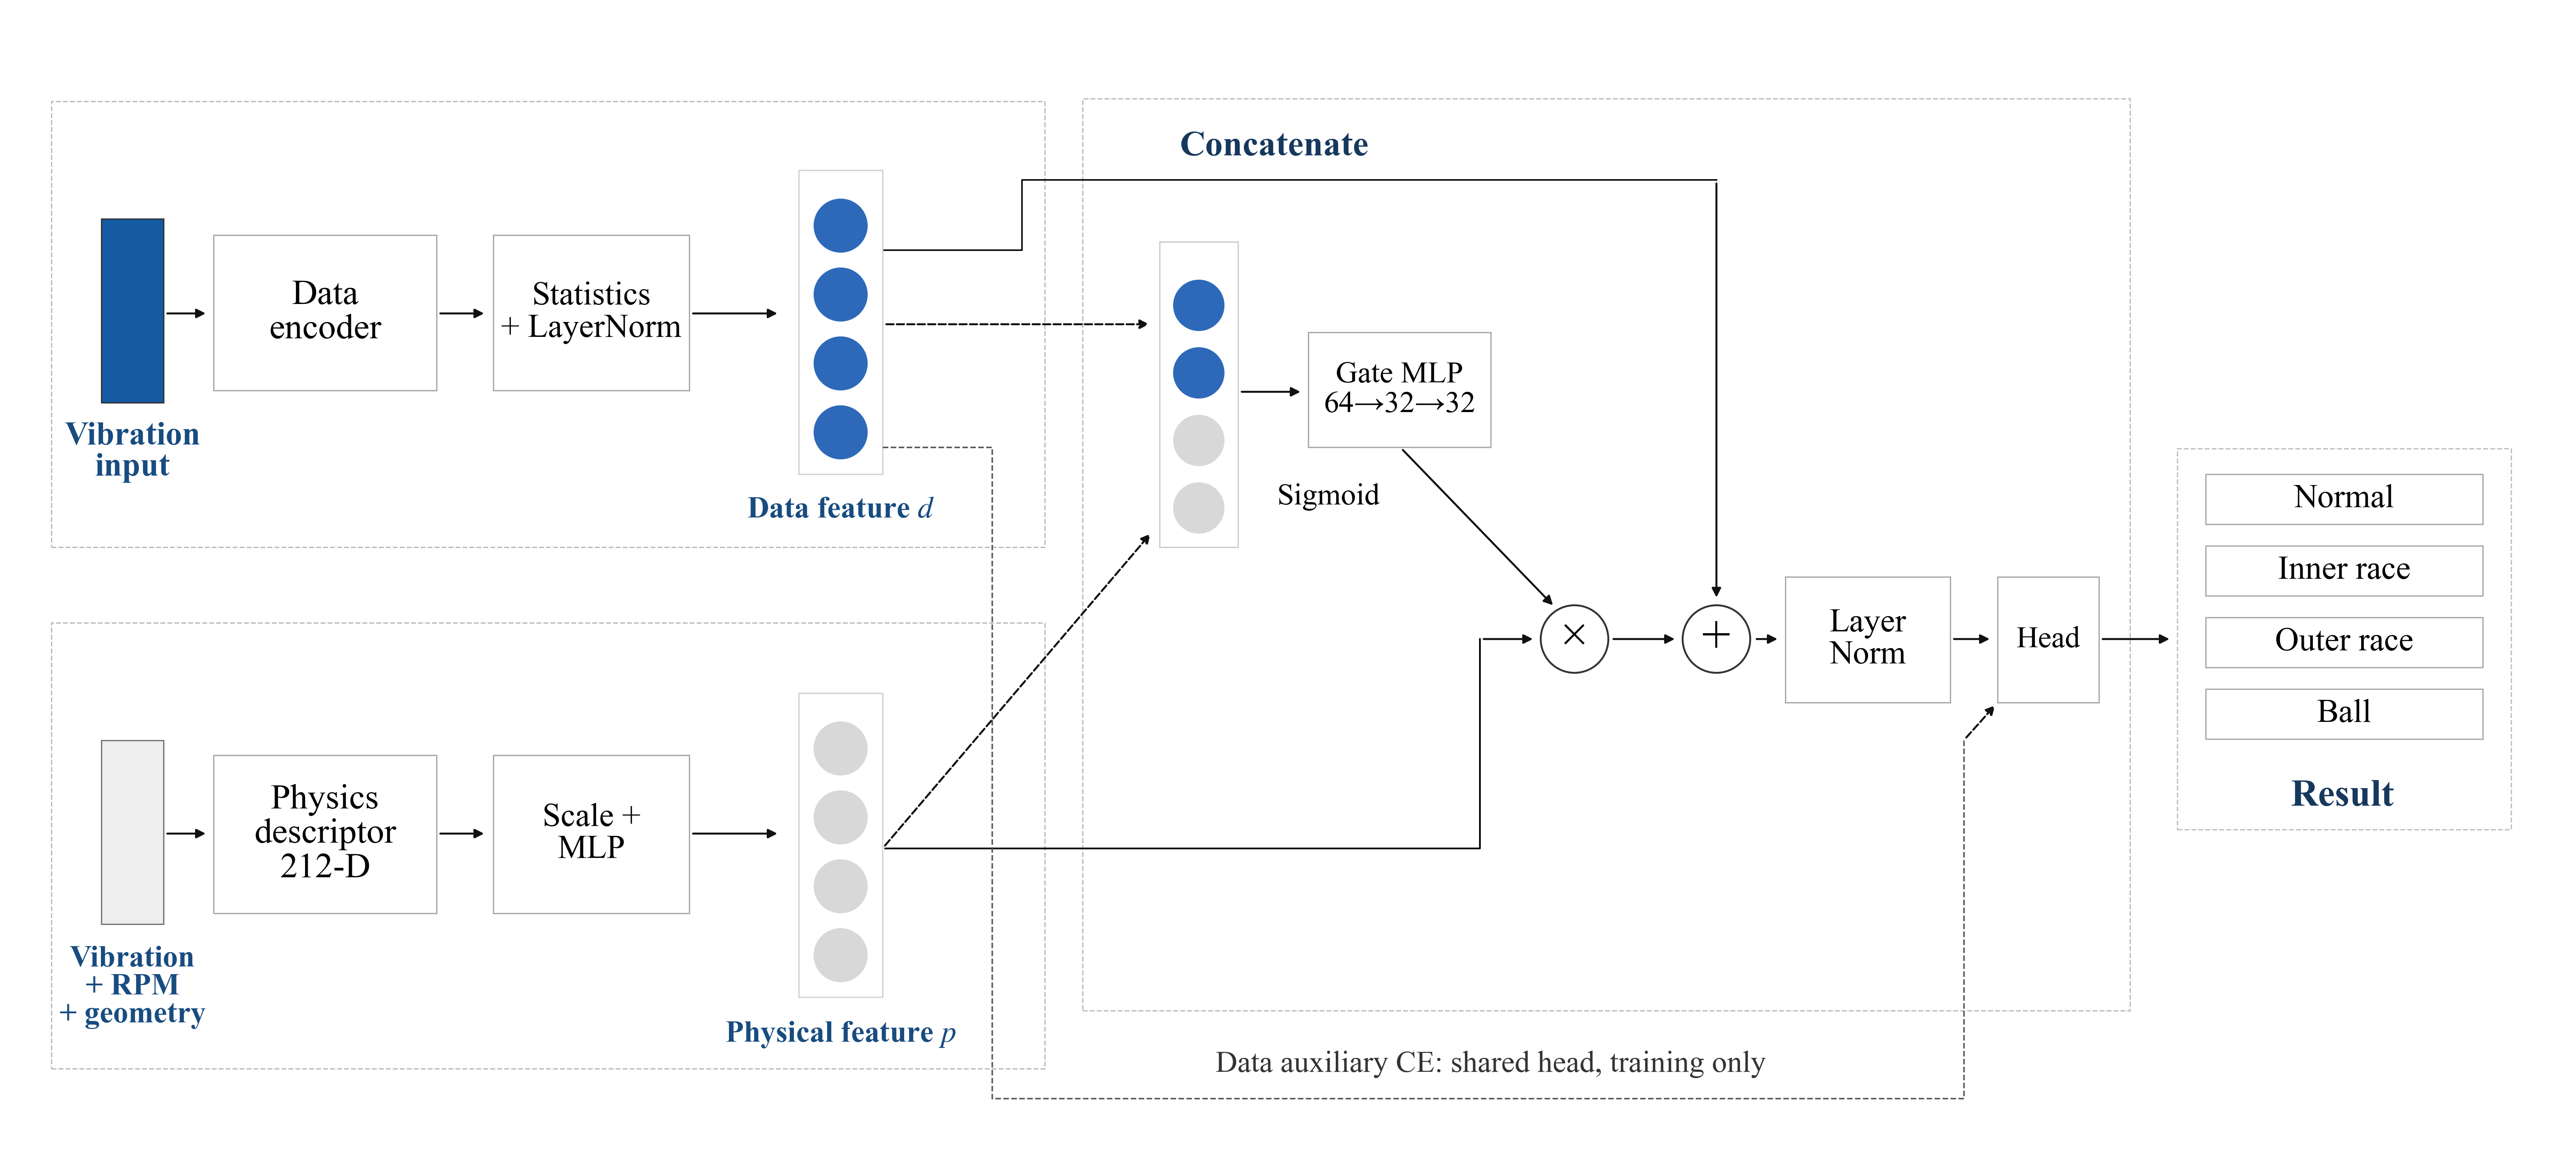 Concatenate
Data
encoder
Statistics
+ LayerNorm
Vibration
input
Data feature d
Gate MLP
64→32→32
Sigmoid
×
+
Layer
Norm
Head
Normal
Inner race
Outer race
Ball
Result
Physics
descriptor
212-D
Scale +
MLP
Vibration
+ RPM
+ geometry
Physical feature p
Data auxiliary CE: shared head, training only